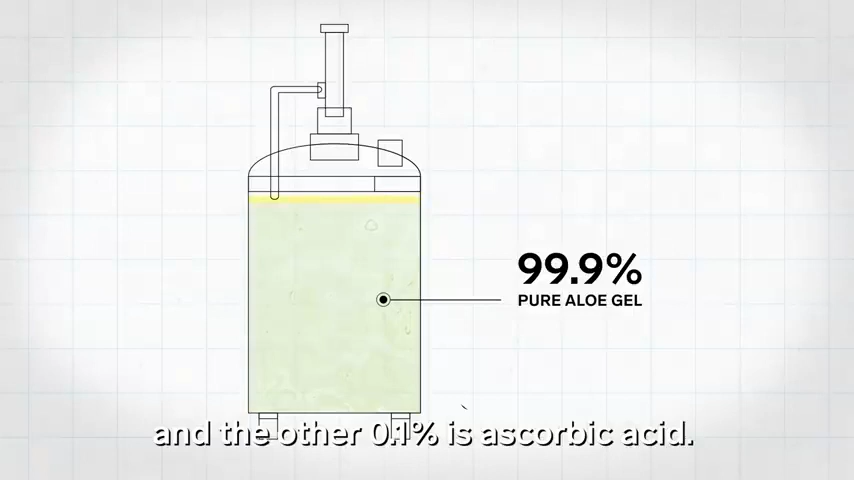 99.9%
PURE ALOE GEL
and the other 0.1% is ascorbic acid.